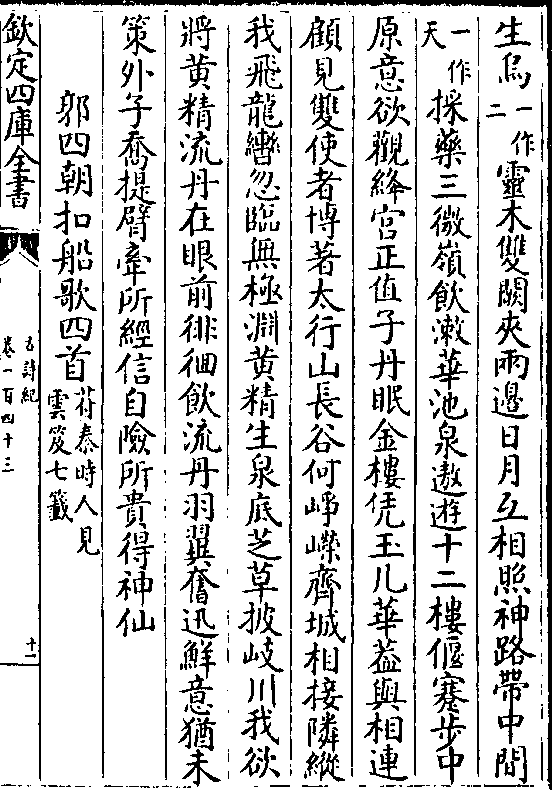 生鳥一作二靈木雙闕夾兩邊日月互相照神路帶中間
一作天採藥三微嶺飲漱華池泉遨遊十二樓偃蹇步中
原意欲觀絳宮正值子丹眠金樓凭玉几華葢與相連
顧見雙使者博著太行山長谷何崢嶸齊城相接隣縱
我飛龍轡忽臨無極淵黃精生泉底芝草披岐川我欲
將黃精流丹在眼前徘徊飲流丹羽翼奮迅鮮意猶未
策外子喬提臂牽所經信自險所貴得神仙
郭四朝扣船歌四首苻秦時人見雲笈七籤
欽定四庫全書
古詩紀
卷一百四十三
十一